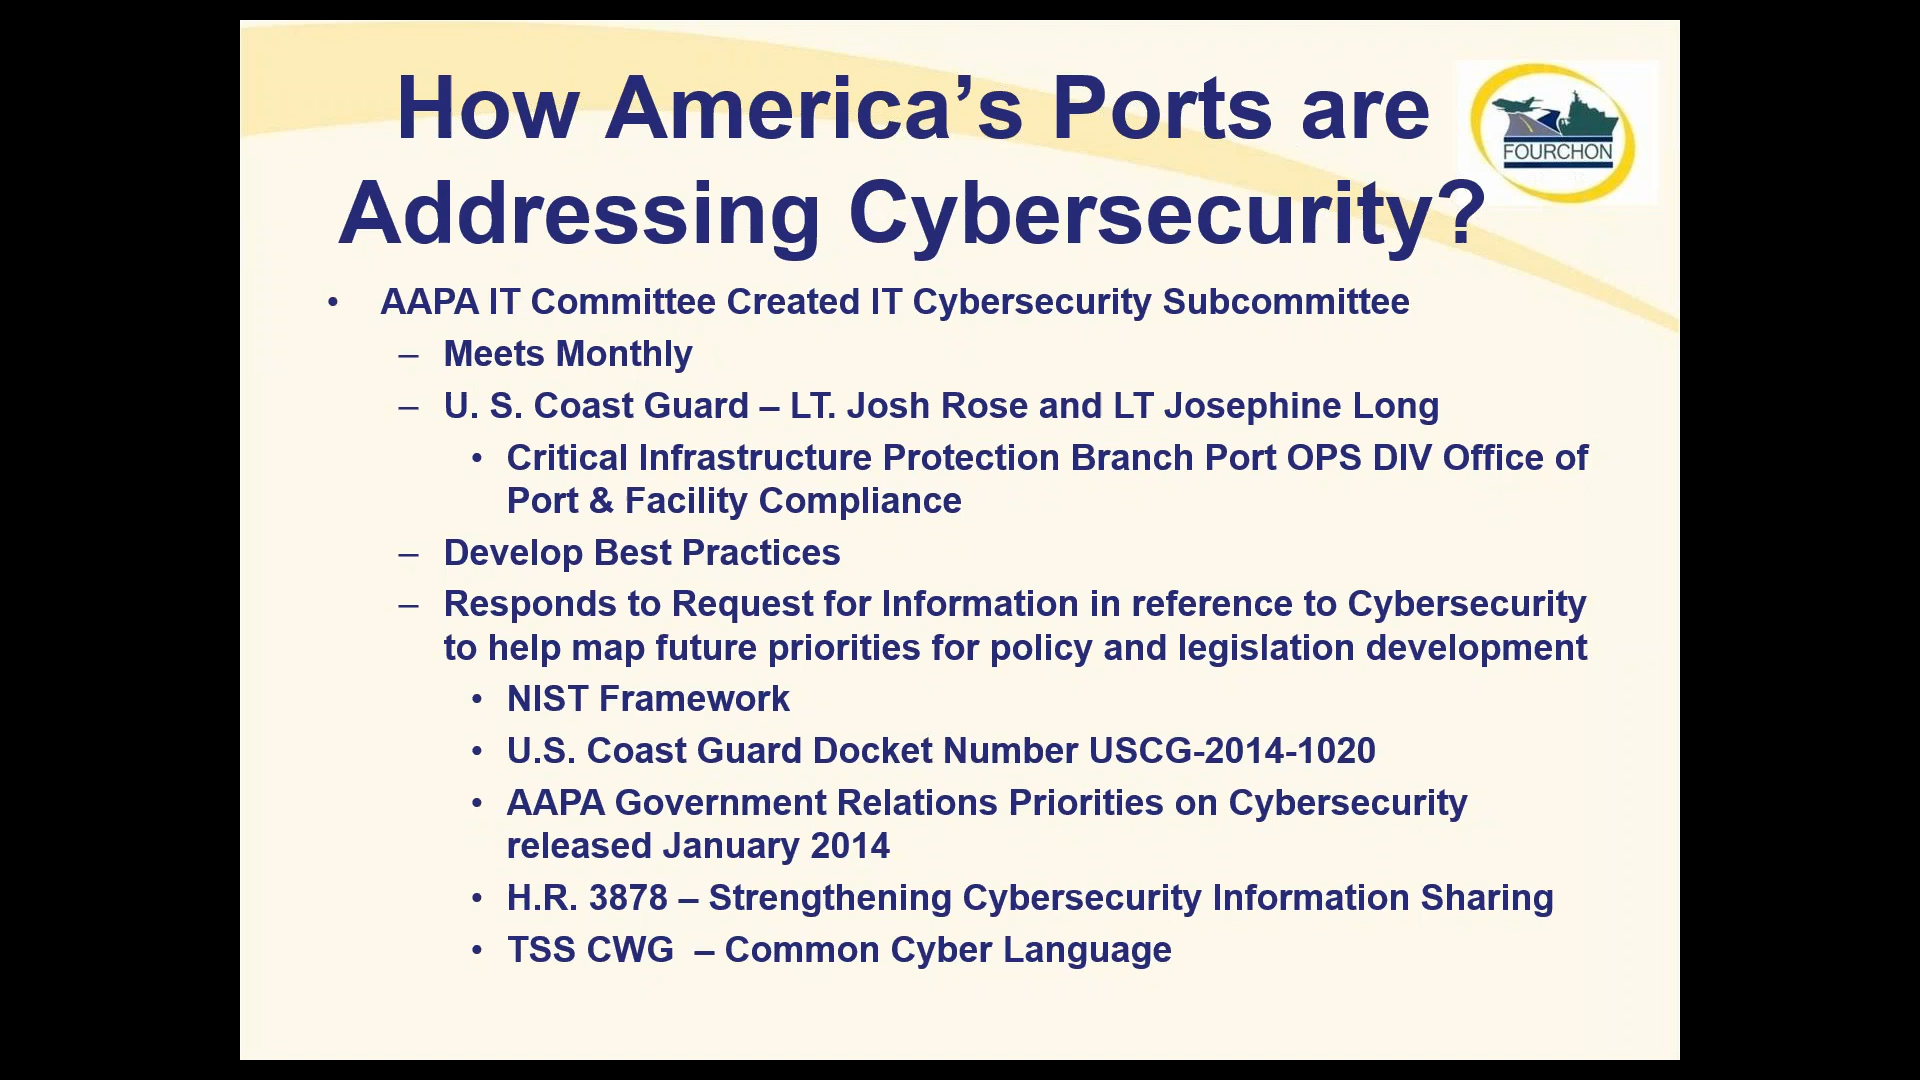 How America’s Ports are
Addressing Cybersecurity?
FOURCHON
• AAPA IT Committee Created IT Cybersecurity Subcommittee
– Meets Monthly
– U. S. Coast Guard – LT. Josh Rose and LT Josephine Long
• Critical Infrastructure Protection Branch Port OPS DIV Office of
Port & Facility Compliance
– Develop Best Practices
– Responds to Request for Information in reference to Cybersecurity
to help map future priorities for policy and legislation development
• NIST Framework
• U.S. Coast Guard Docket Number USCG-2014-1020
• AAPA Government Relations Priorities on Cybersecurity
released January 2014
• H.R. 3878 – Strengthening Cybersecurity Information Sharing
• TSS CWG – Common Cyber Language